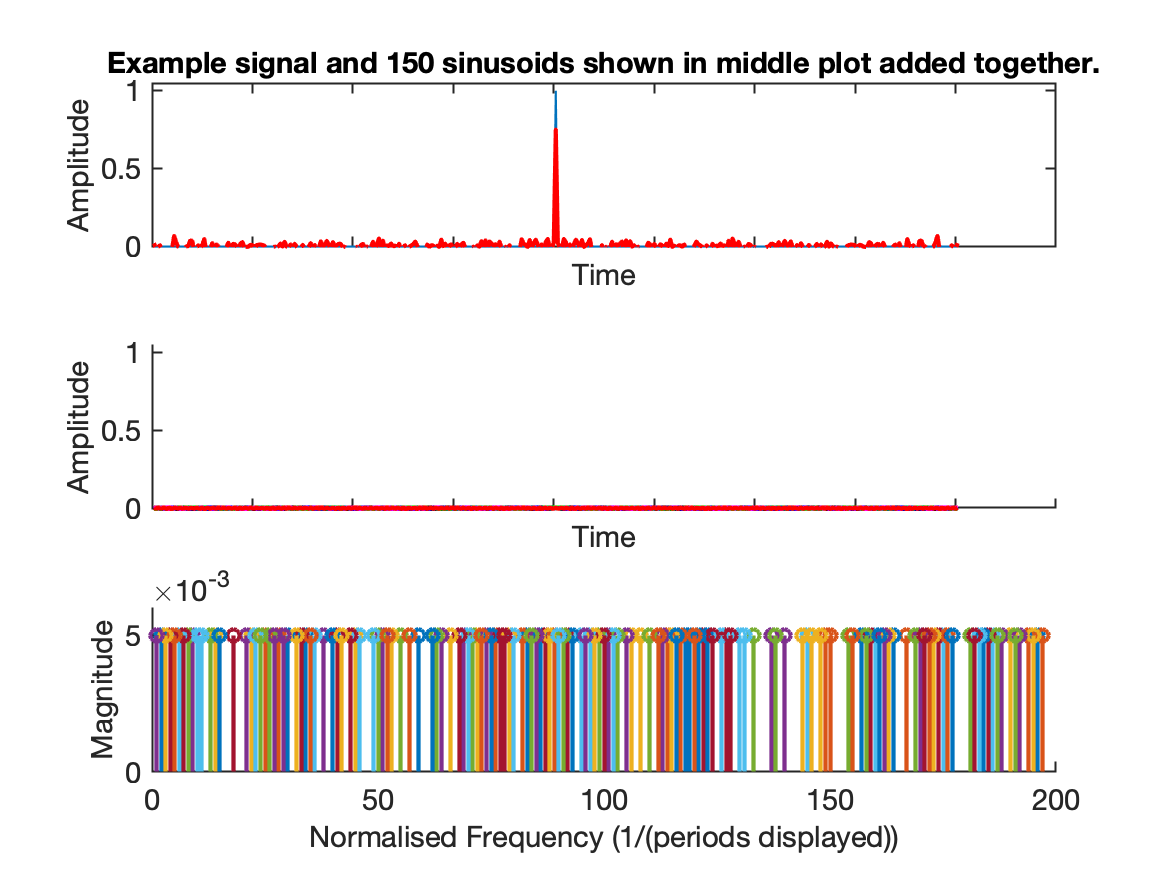 Example signal and 150 sinusoids shown in middle plot added together.
1
0.5
0
Amplitude
Time
1
0.5
0
Amplitude
Time
×10-3
5
0
Magnitude
0 50 100 150 200
Normalised Frequency (1/(periods displayed))